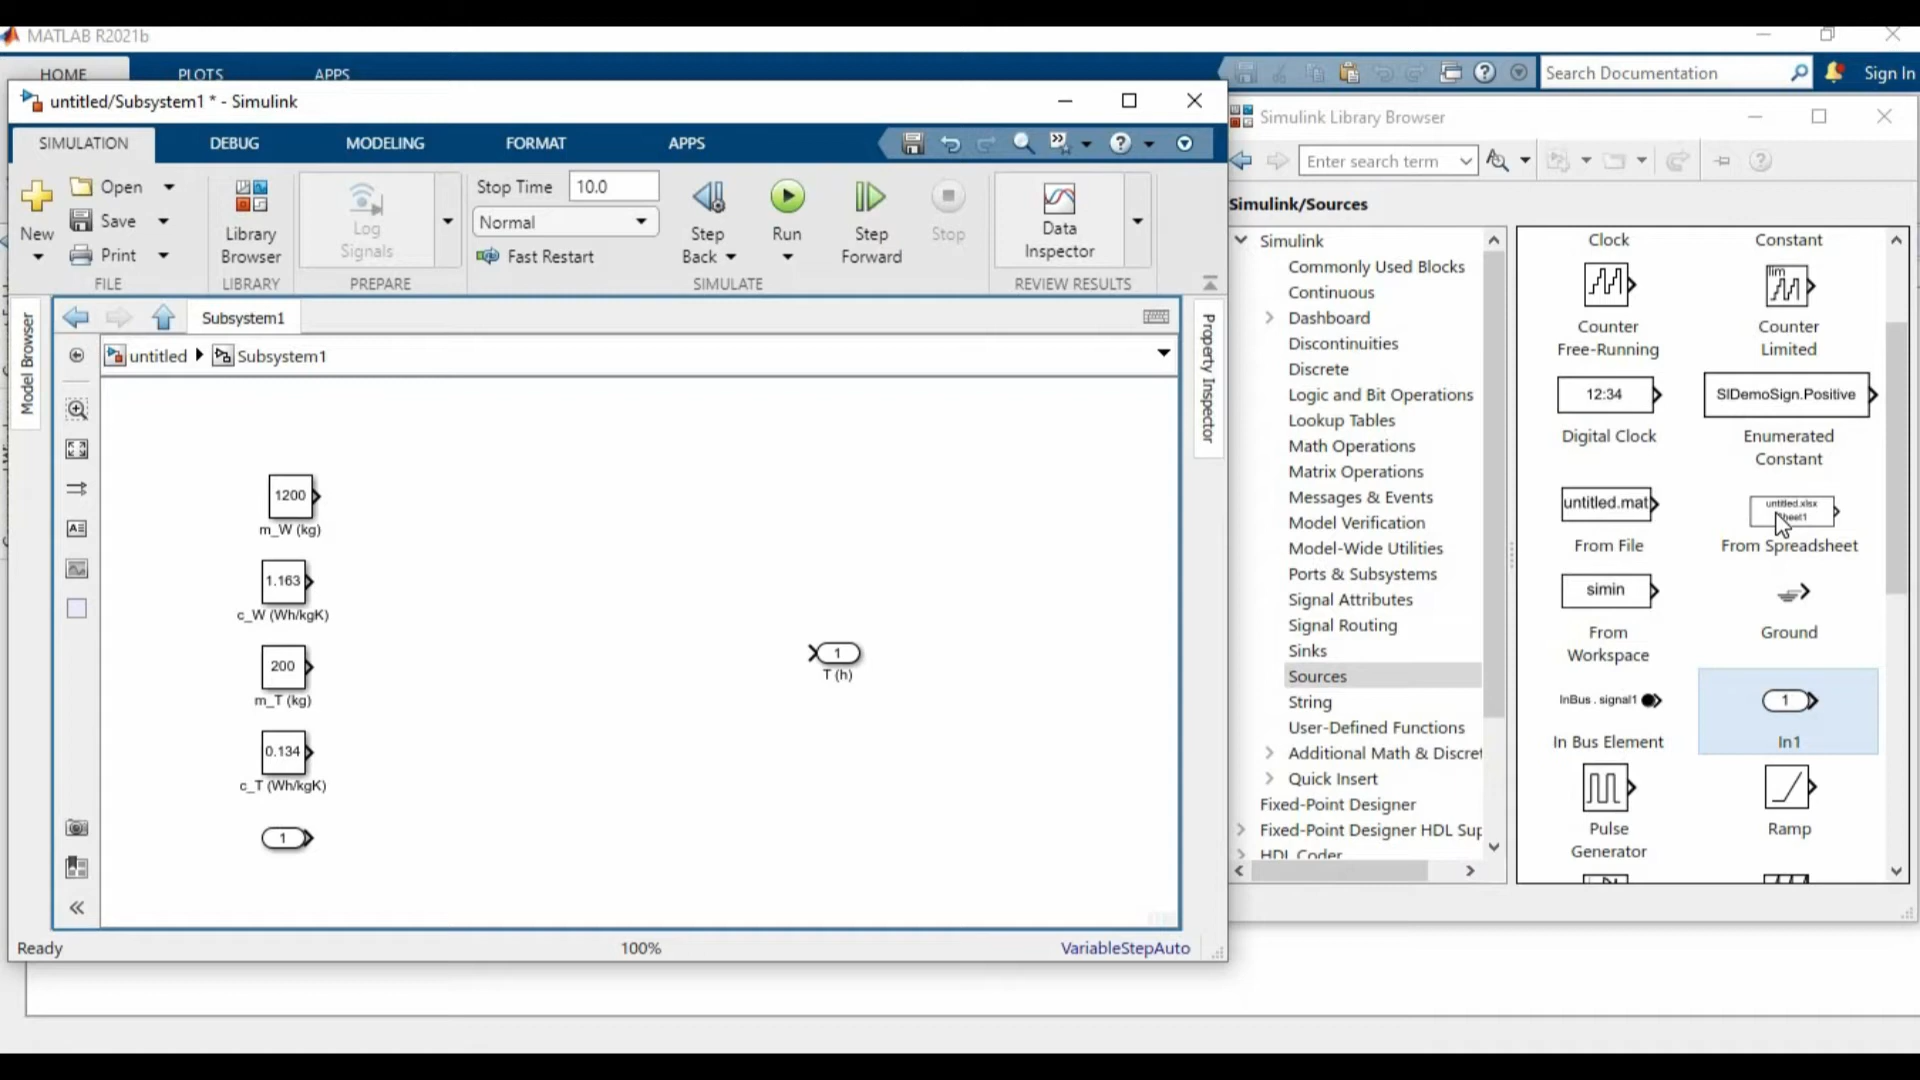 MATLAB R2021b
HOME PLOTS APPS
Search Documentation
Sign In
untitled/Subsystem1 * - Simulink
SIMULATION DEBUG MODELING FORMAT APPS
New
Open
Save
Print
FILE
Library
Browser
LIBRARY
Log
Signals
PREPARE
Stop Time 10.0
Normal
Fast Restart
Step
Back
Run
Step
Forward
Stop
SIMULATE
Data
Inspector
REVIEW RESULTS
Model Browser
Subsystem1
untitled Subsystem1
Property Inspector
1200
m_W (kg)
1.163
c_W (Wh/kgK)
200
m_T (kg)
0.134
c_T (Wh/kgK)
1
1
T (h)
Ready
100%
VariableStepAuto
Simulink Library Browser
Enter search term
Simulink/Sources
Simulink
Commonly Used Blocks
Continuous
Dashboard
Discontinuities
Discrete
Logic and Bit Operations
Lookup Tables
Math Operations
Matrix Operations
Messages & Events
Model Verification
Model-Wide Utilities
Ports & Subsystems
Signal Attributes
Signal Routing
Sinks
Sources
String
User-Defined Functions
Additional Math & Discret
Quick Insert
Fixed-Point Designer
Fixed-Point Designer HDL Sup
HDL Coder
Clock
Constant
Counter
Free-Running
lim
Counter
Limited
12:34
Digital Clock
SlDemoSign.Positive
Enumerated
Constant
untitled.mat
From File
untitled.xlsx
From Spreadsheet
simin
From
Workspace
Ground
InBus . signal1
In Bus Element
1
In1
Pulse
Generator
Ramp